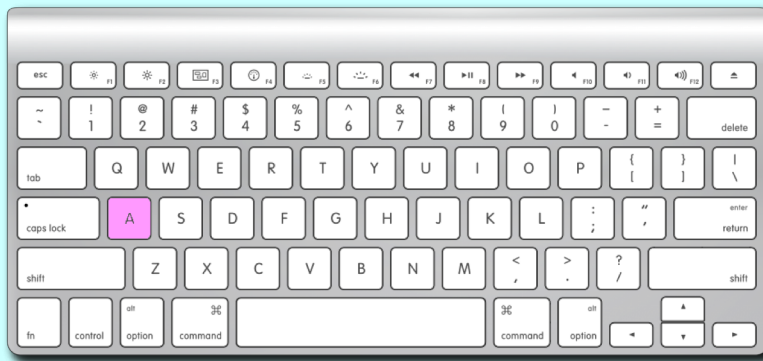 esc F1 F2 F3 F4 F5 F6 F7 F8 F9 F10 F11 F12
~ ! @ # $ % ^ & * ( ) – +
` 1 2 3 4 5 6 7 8 9 0 - = delete
tab Q W E R T Y U I O P { [ } ] | \
caps lock A S D F G H J K L : ; " ' enter return
shift Z X C V B N M < , > . ? / shift
fn control alt option ⌘ command ⌘ command alt option